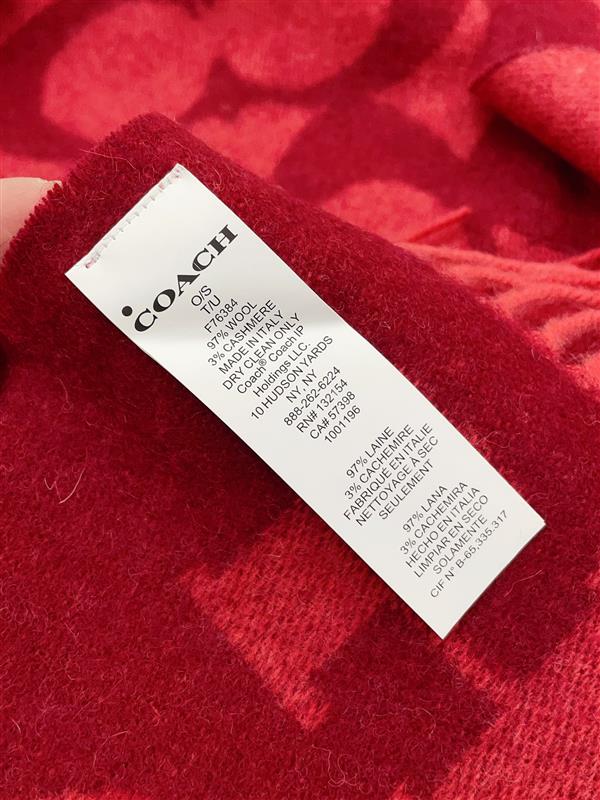 COACH
O/S
T/U
F76384
97% WOOL
3% CASHMERE
MADE IN ITALY
DRY CLEAN ONLY
Coach® Coach IP
Holdings LLC.
10 HUDSON YARDS
NY, NY
888-262-6224
RN# 132154
CA# 57398
1001196
97% LAINE
3% CACHEMIRE
FABRIQUÉ EN ITALIE
NETTOYAGE À SEC
SEULEMENT
97% LANA
3% CACHEMIRA
HECHO EN ITALIA
LIMPIAR EN SECO
SOLAMENTE
CIF N° B-65.335.317